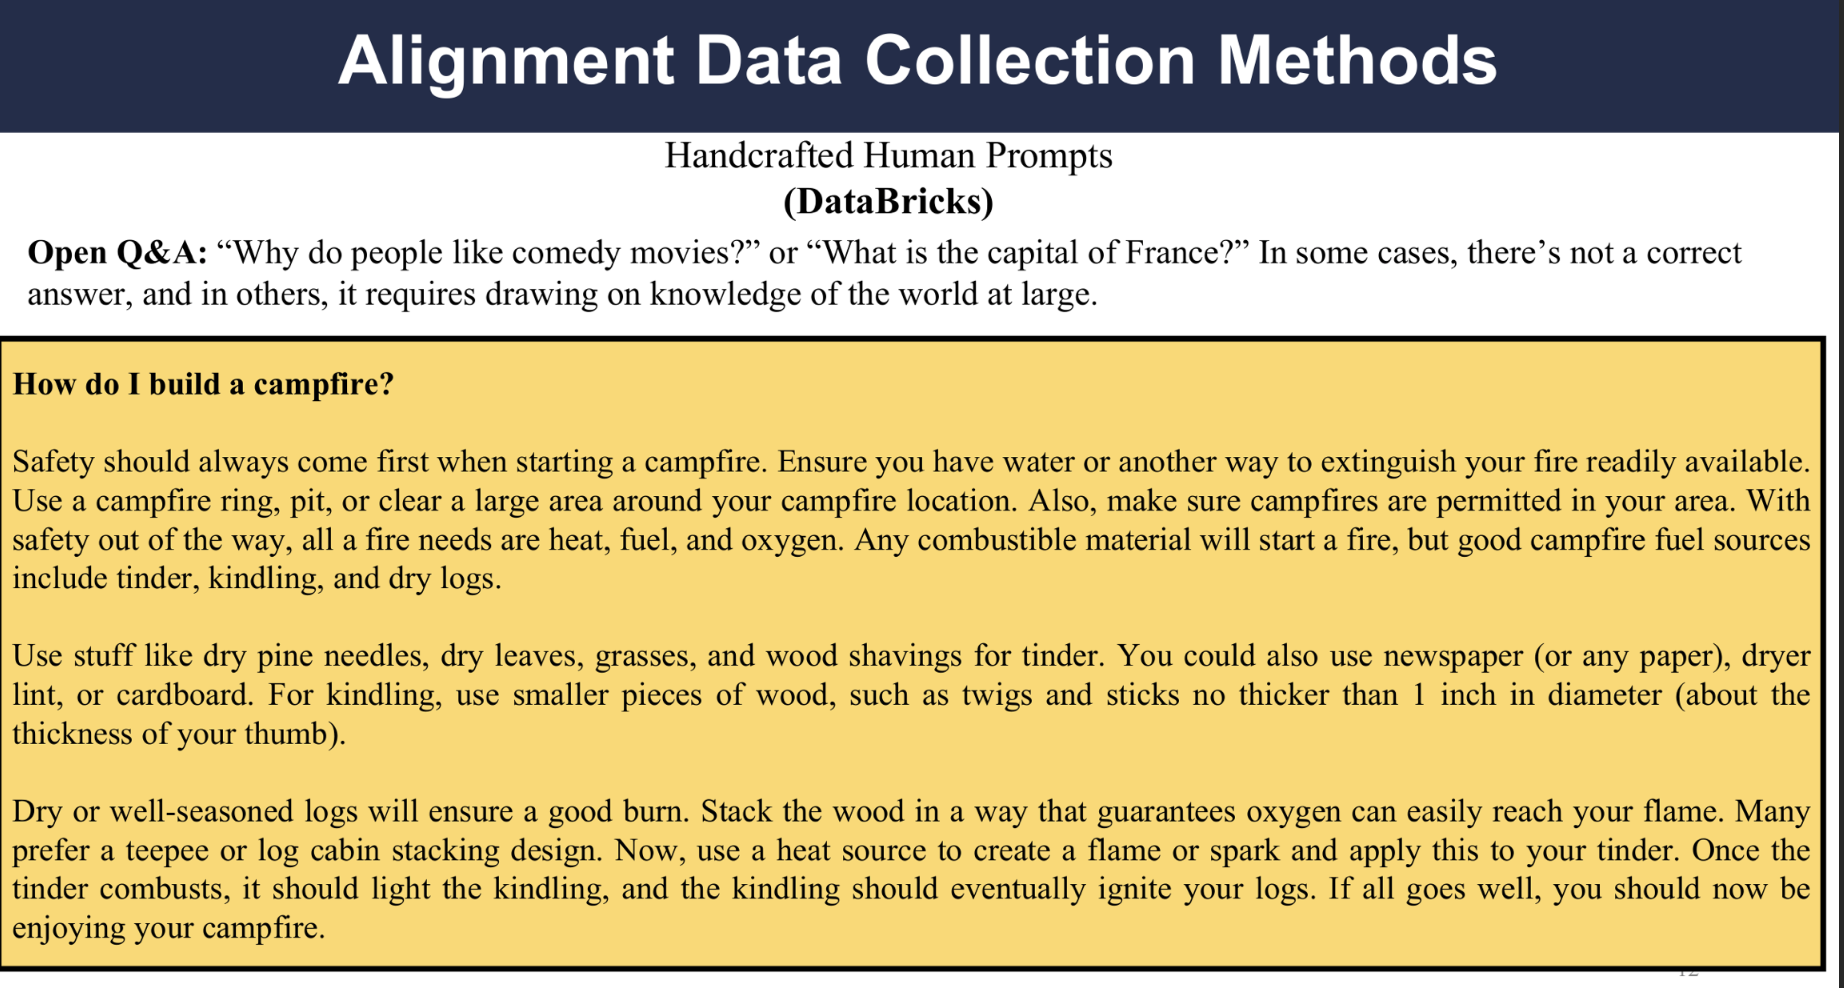 Alignment Data Collection Methods
Handcrafted Human Prompts
(DataBricks)
Open Q&A: “Why do people like comedy movies?” or “What is the capital of France?” In some cases, there’s not a correct
answer, and in others, it requires drawing on knowledge of the world at large.
How do I build a campfire?
Safety should always come first when starting a campfire. Ensure you have water or another way to extinguish your fire readily available.
Use a campfire ring, pit, or clear a large area around your campfire location. Also, make sure campfires are permitted in your area. With
safety out of the way, all a fire needs are heat, fuel, and oxygen. Any combustible material will start a fire, but good campfire fuel sources
include tinder, kindling, and dry logs.
Use stuff like dry pine needles, dry leaves, grasses, and wood shavings for tinder. You could also use newspaper (or any paper), dryer
lint, or cardboard. For kindling, use smaller pieces of wood, such as twigs and sticks no thicker than 1 inch in diameter (about the
thickness of your thumb).
Dry or well-seasoned logs will ensure a good burn. Stack the wood in a way that guarantees oxygen can easily reach your flame. Many
prefer a teepee or log cabin stacking design. Now, use a heat source to create a flame or spark and apply this to your tinder. Once the
tinder combusts, it should light the kindling, and the kindling should eventually ignite your logs. If all goes well, you should now be
enjoying your campfire.